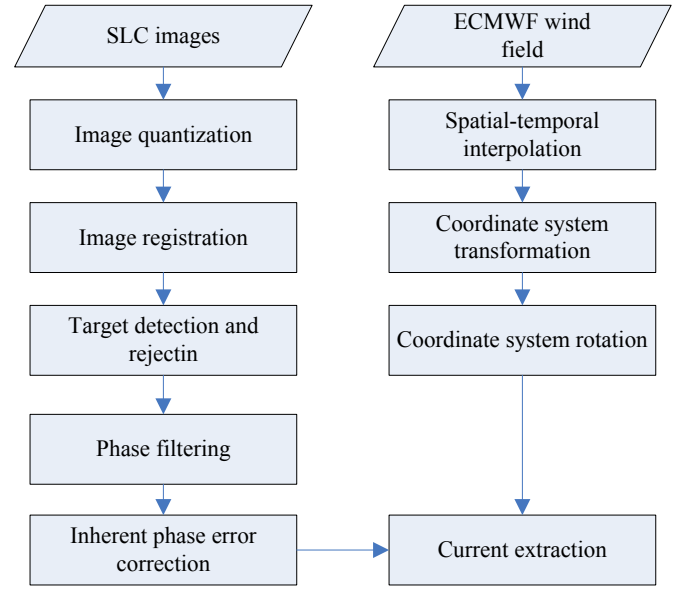 SLC images
Image quantization
Image registration
Target detection and
rejectin
Phase filtering
Inherent phase error
correction
ECMWF wind
field
Spatial-temporal
interpolation
Coordinate system
transformation
Coordinate system rotation
Current extraction